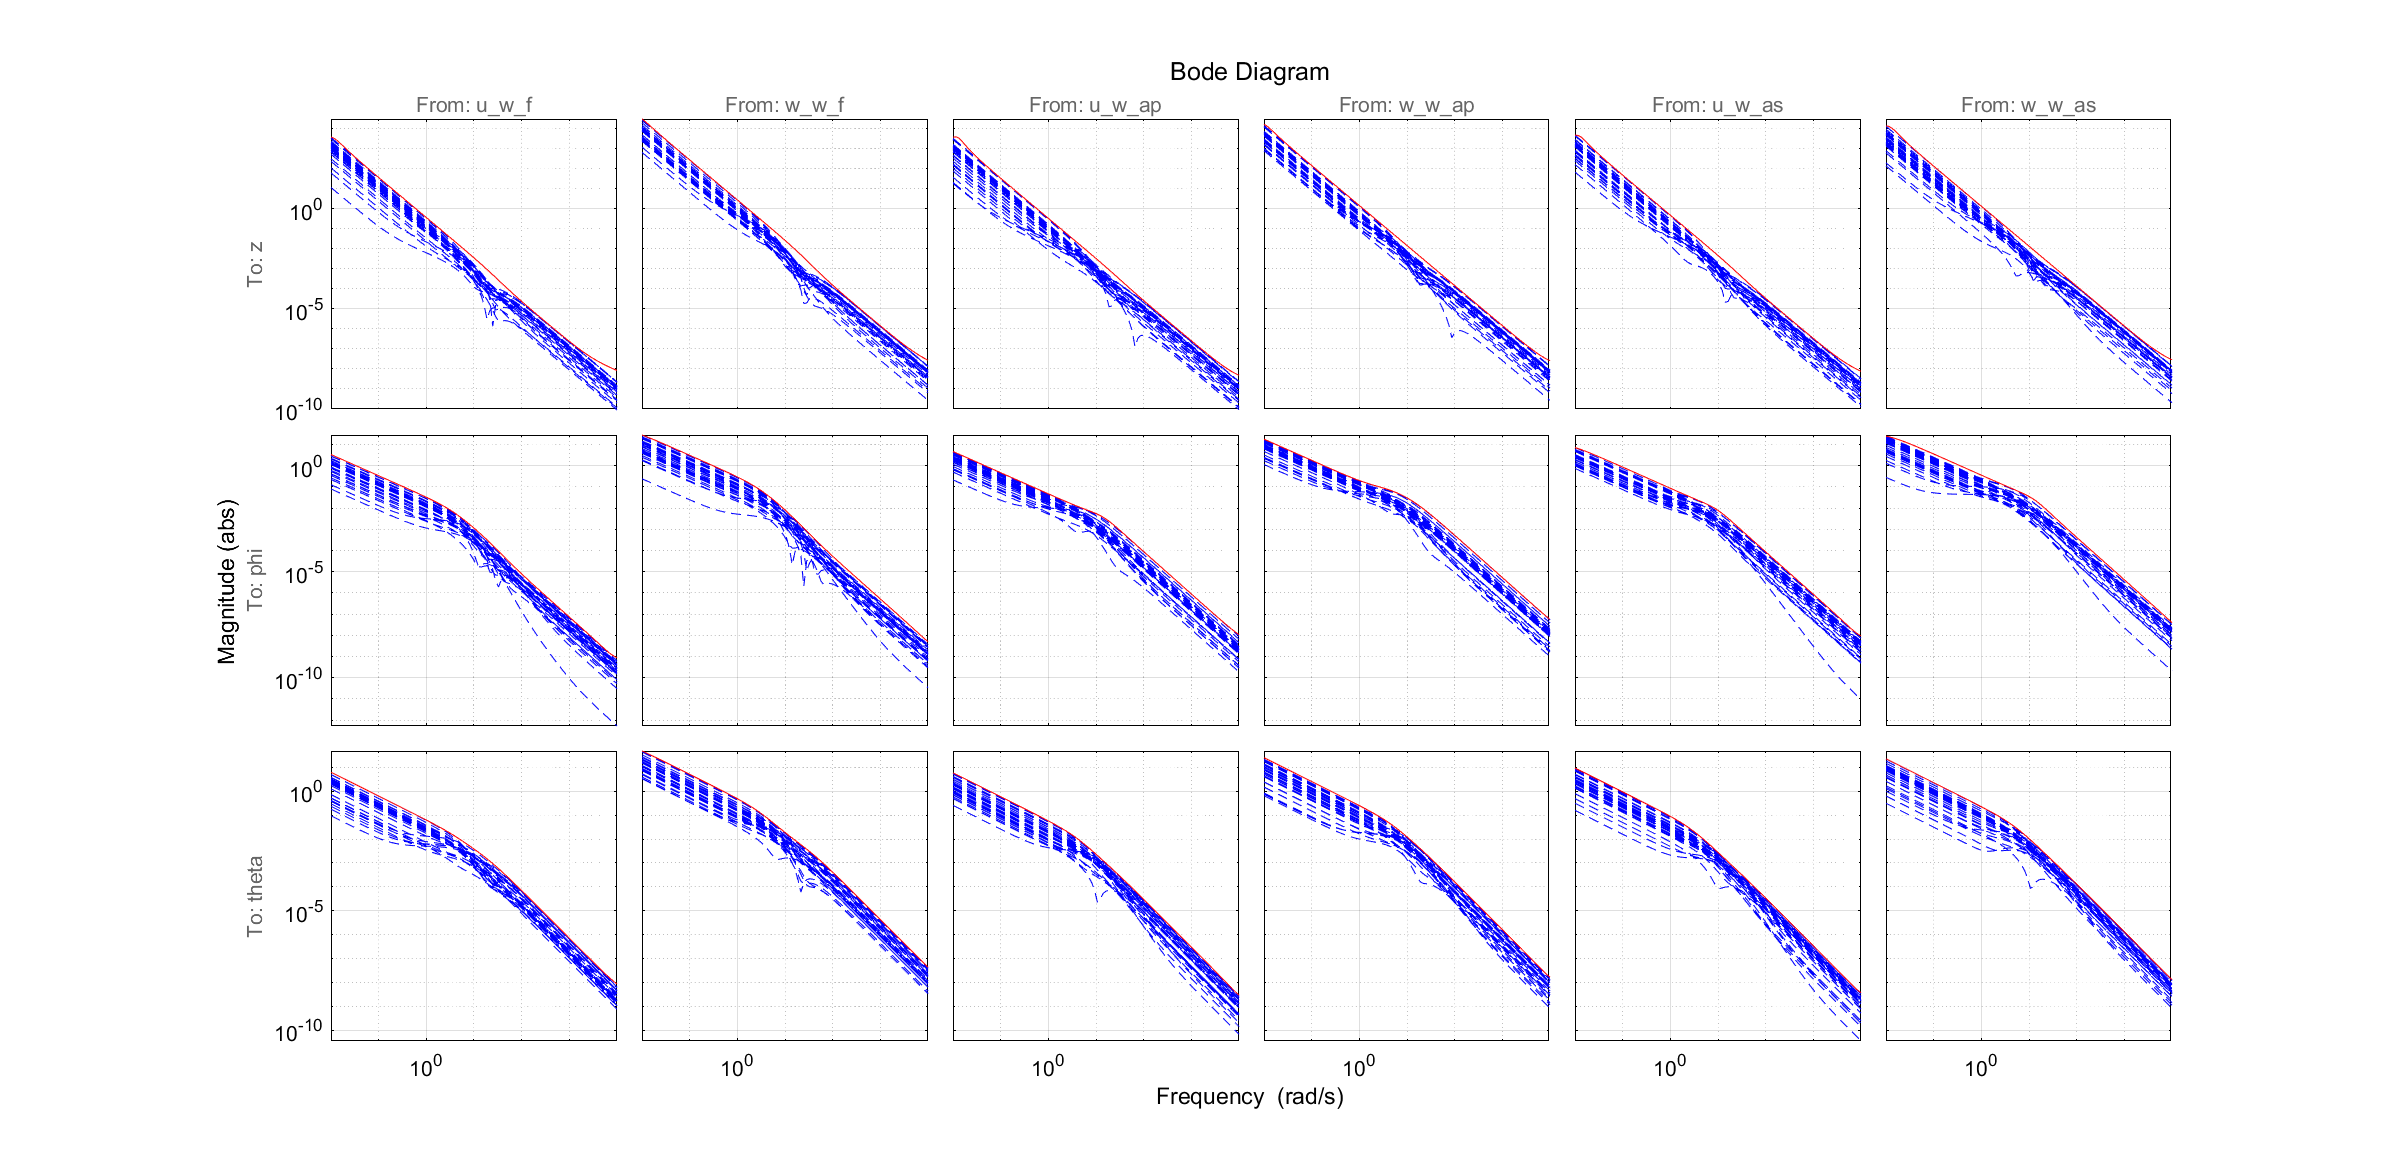 Bode Diagram
From: u_w_f From: w_w_f From: u_w_ap From: w_w_ap From: u_w_as From: w_w_as
Magnitude (abs)
To: z
10^0
10^-5
10^-10
To: phi
10^0
10^-5
10^-10
To: theta
10^0
10^-5
10^-10
10^0 10^0 10^0 10^0 10^0 10^0
Frequency (rad/s)